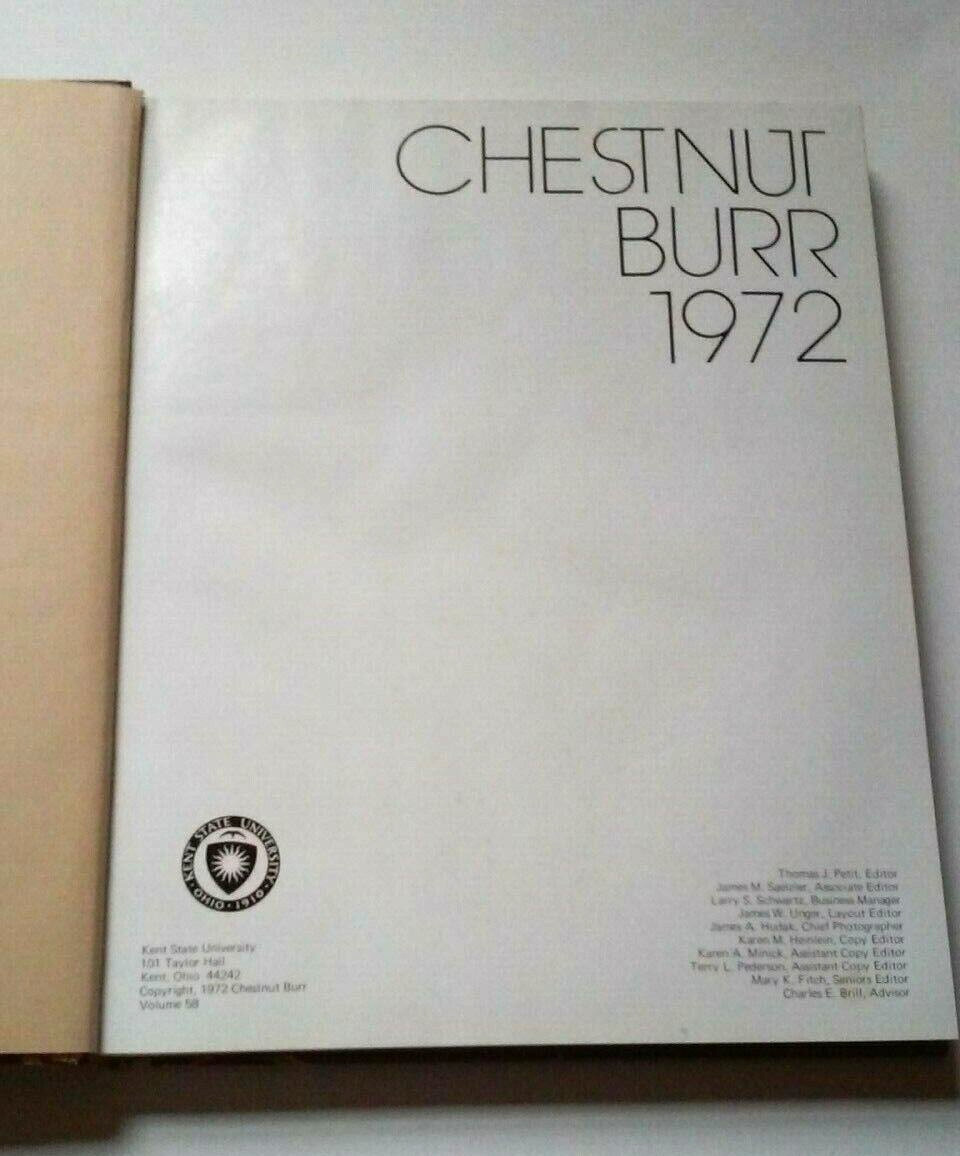 CHESTNUT
BURR
1972
KENT STATE UNIVERSITY
OHIO · 1910
Kent State University
101 Taylor Hall
Kent, Ohio 44242
Copyright, 1972 Chestnut Burr
Volume 58
Thomas J. Petit, Editor
James M. Associate Editor
Larry S. Schwartz, Business Manager
James W. Unger, Layout Editor
James A. Hudak, Chief Photographer
Karen M. Heinlein, Copy Editor
Karen A. Minick, Assistant Copy Editor
Terry L. Pederson, Assistant Copy Editor
Mary K. Fitch, Seniors Editor
Charles E. Brill, Advisor